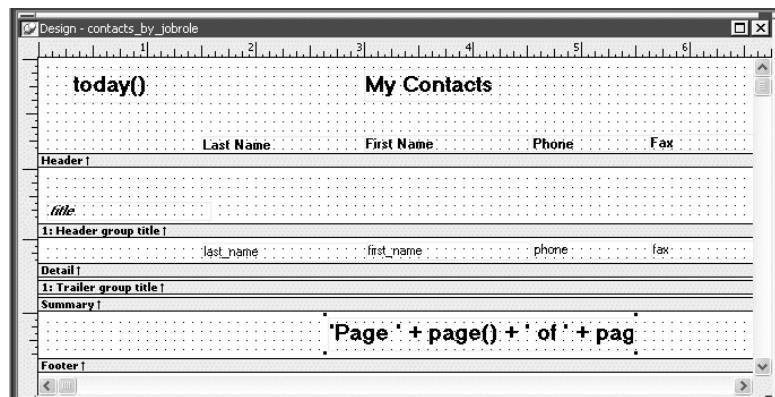 Design - contacts_by_jobrole
1 2 3 4 5 6
today() My Contacts
Last Name First Name Phone Fax
Header ↑
title
1: Header group title ↑
last_name first_name phone fax
Detail ↑
1: Trailer group title ↑
Summary ↑
'Page ' + page() + ' of ' + pag
Footer ↑